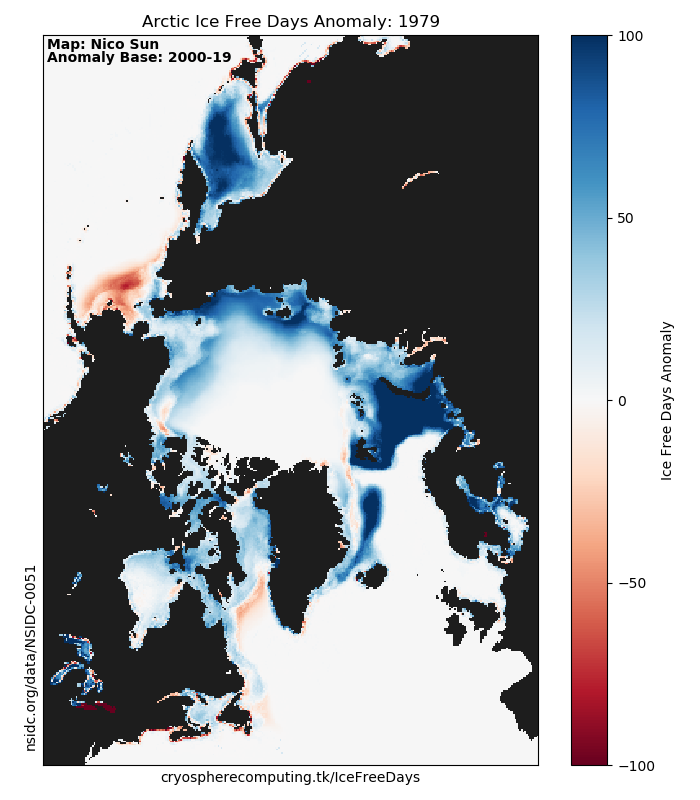 Arctic Ice Free Days Anomaly: 1979
Map: Nico Sun
Anomaly Base: 2000-19
100
50
0
−50
−100
Ice Free Days Anomaly
nsidc.org/data/NSIDC-0051
cryospherecomputing.tk/IceFreeDays